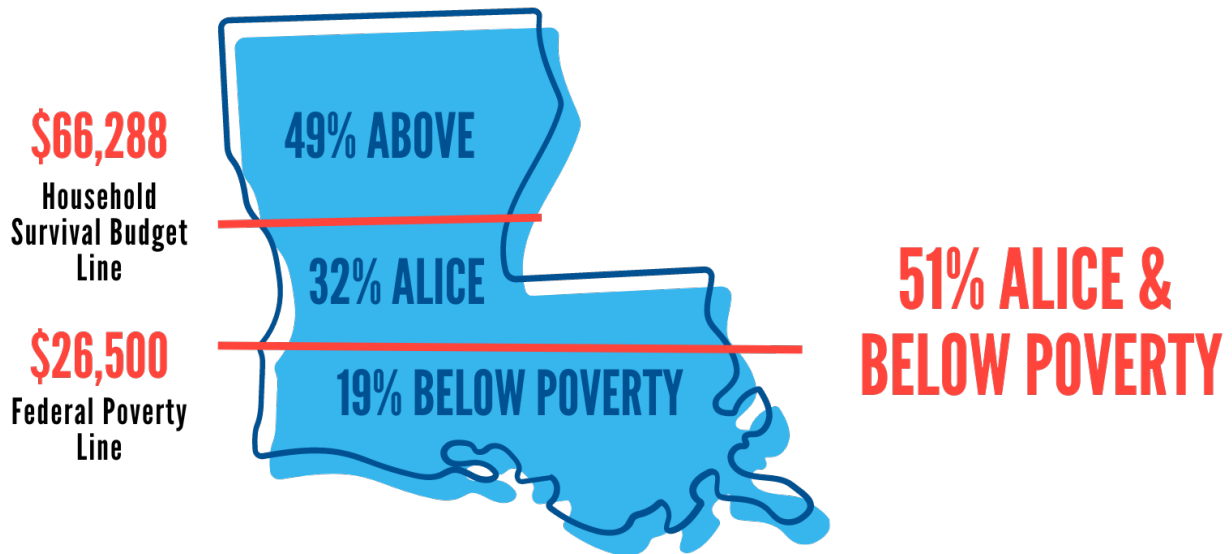 $66,288
Household
Survival Budget
Line
$26,500
Federal Poverty
Line
49% ABOVE
32% ALICE
19% BELOW POVERTY
51% ALICE &
BELOW POVERTY